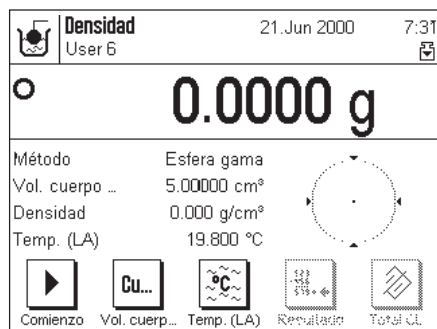 Densidad 21.Jun 2000 7:31
User 6
0.0000 g
Método Esfera gama
Vol. cuerpo ... 5.00000 cm³
Densidad 0.000 g/cm³
Temp. (LA) 19.800 °C
Cu... °C
Comienzo Vol. cuerp... Temp. (LA) Resultado Total CL